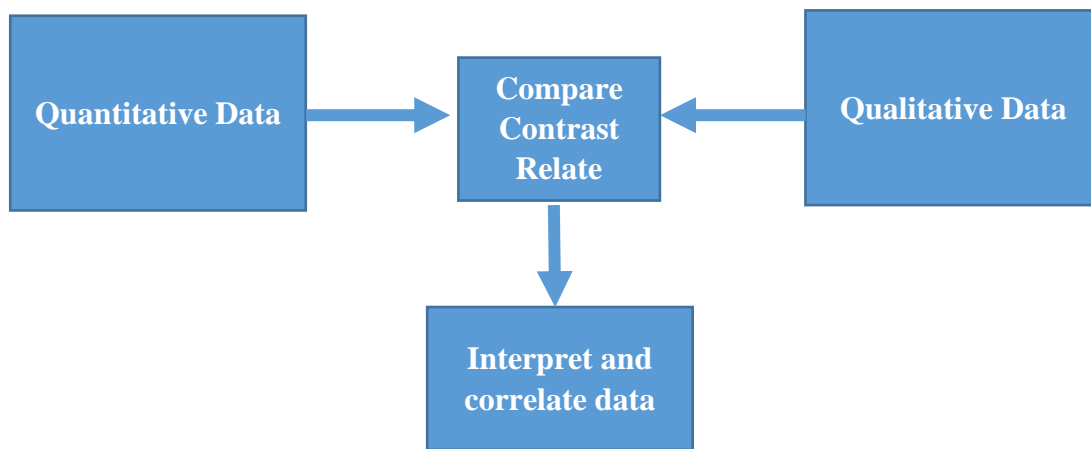 Quantitative Data
Compare
Contrast
Relate
Qualitative Data
Interpret and
correlate data